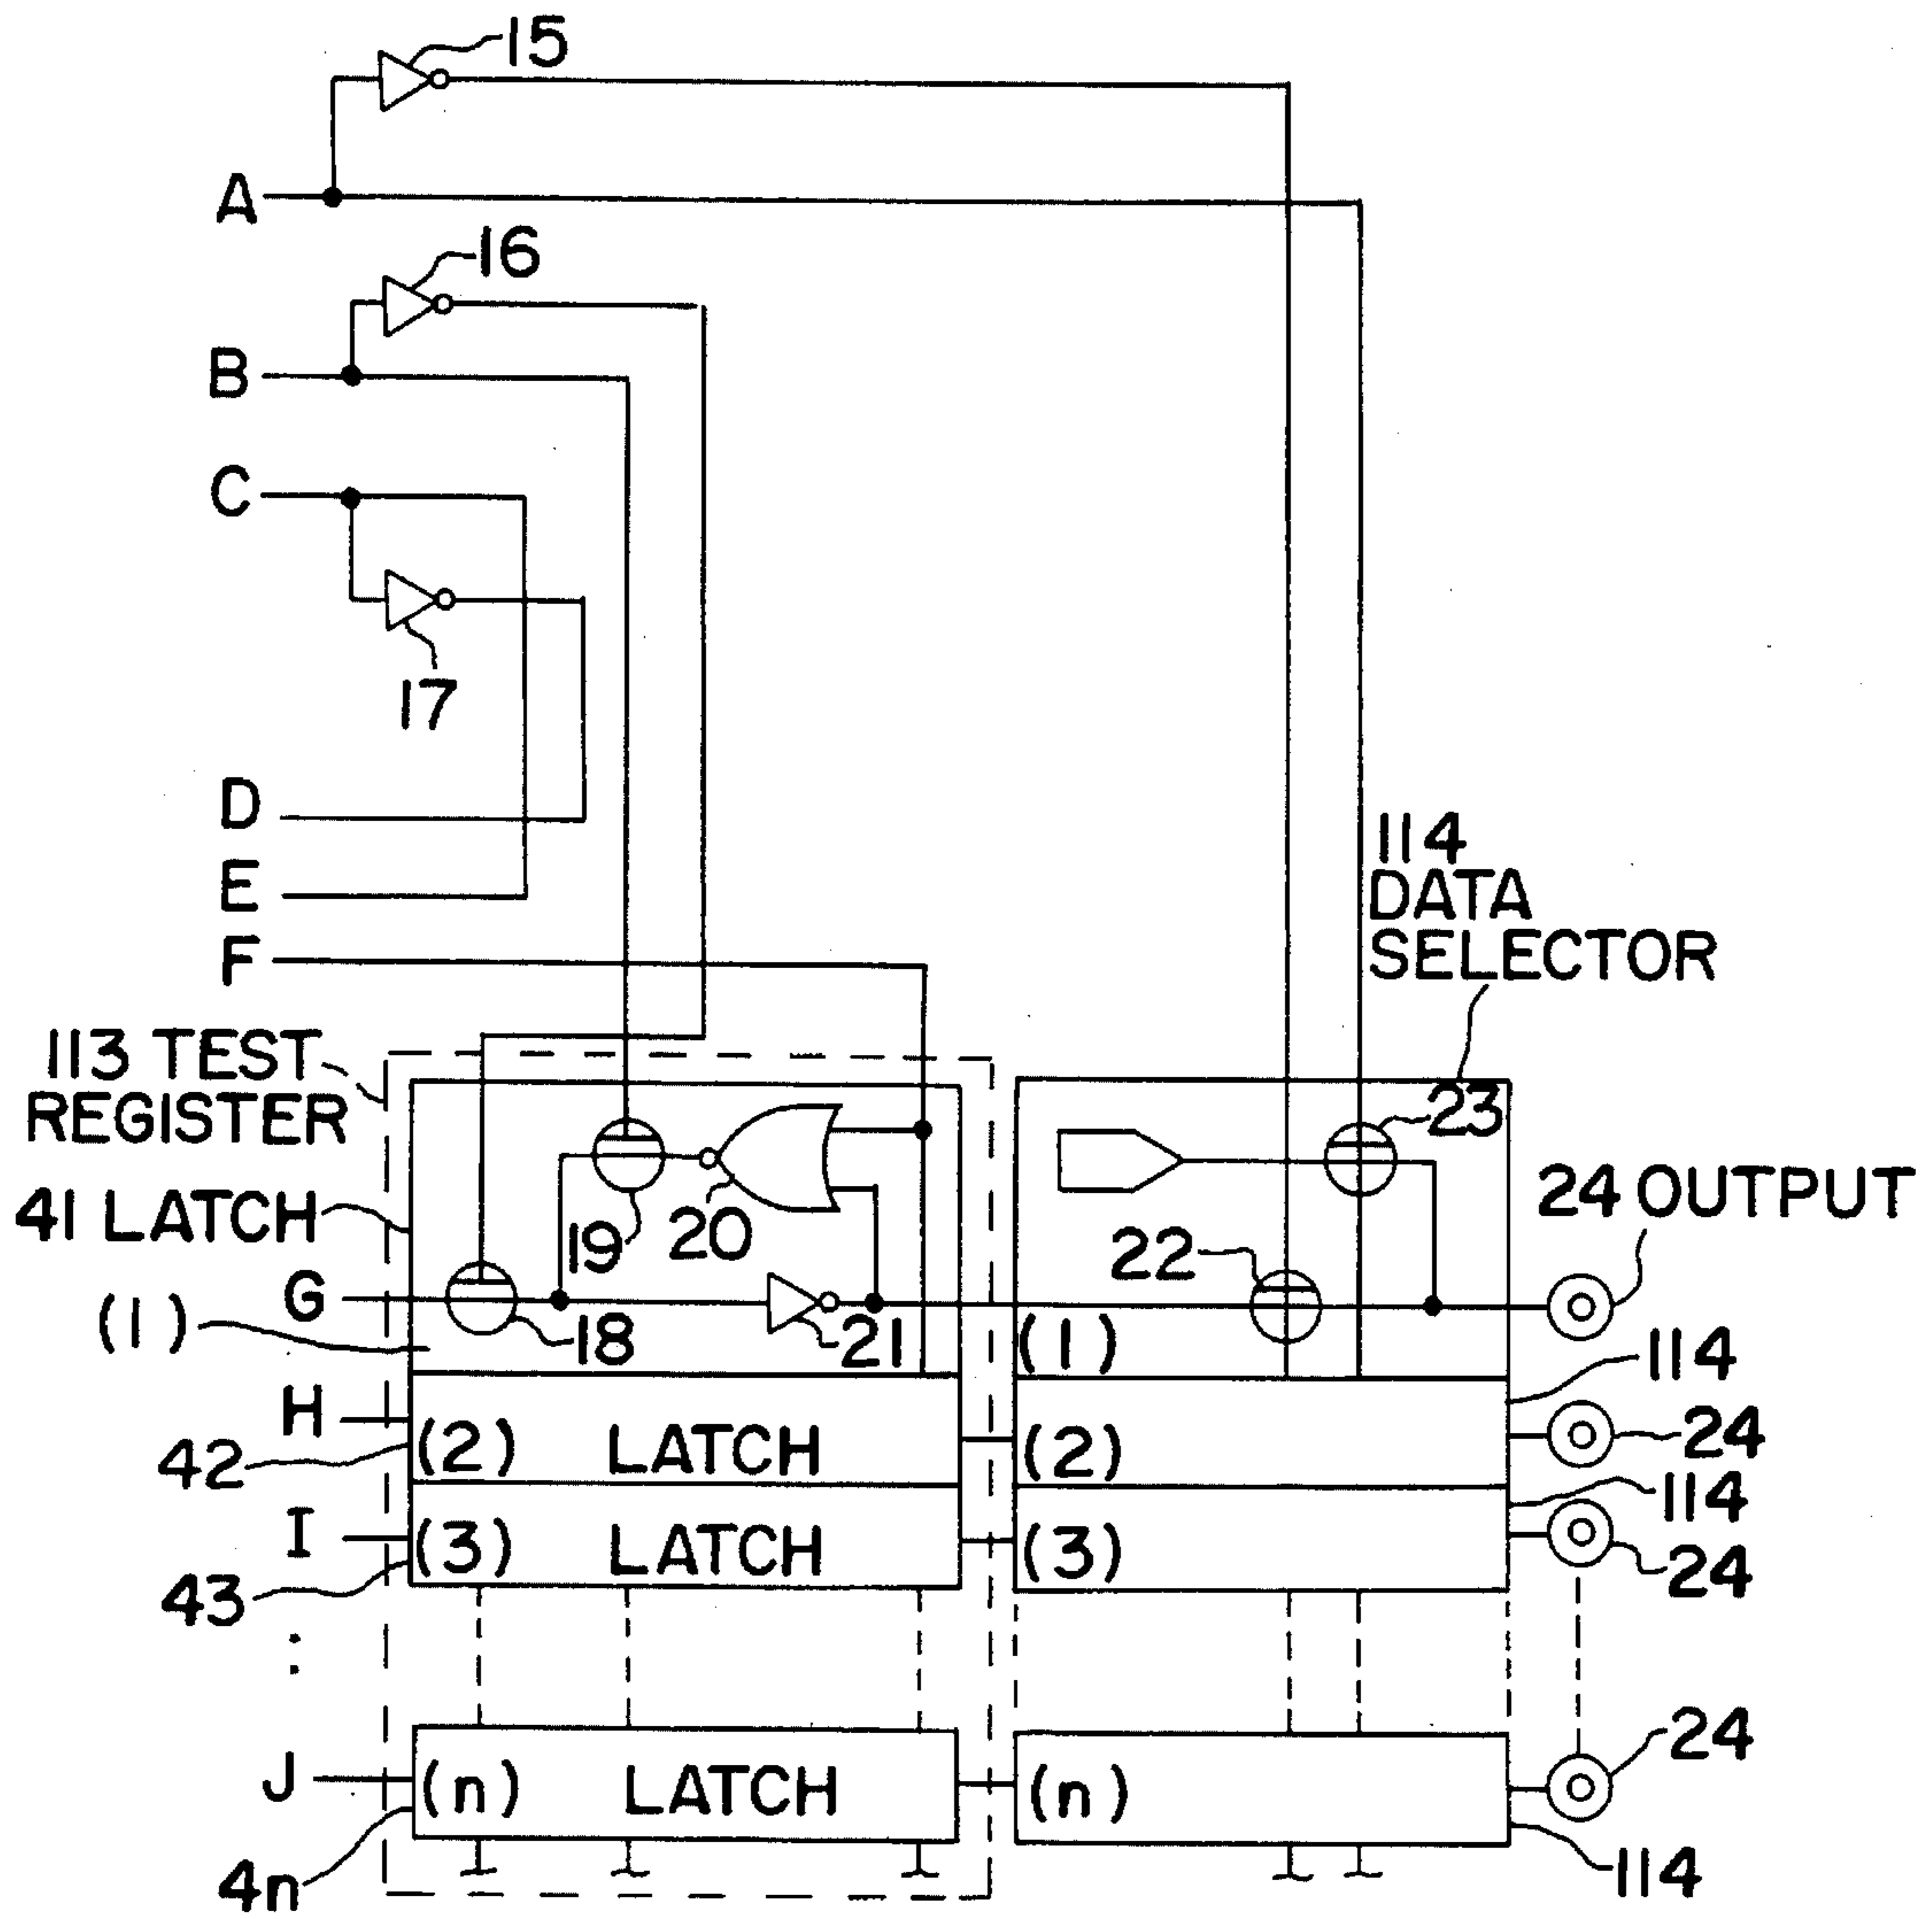 15
A
16
B
C
17
D
E
F
114
DATA
SELECTOR
113 TEST
REGISTER
23
41 LATCH
19
20
22
24 OUTPUT
G
(1)
18
21
(1)
114
H
42
(2) LATCH
(2)
24
114
I
43
(3) LATCH
(3)
24
:
J
(n) LATCH
(n)
24
4n
114